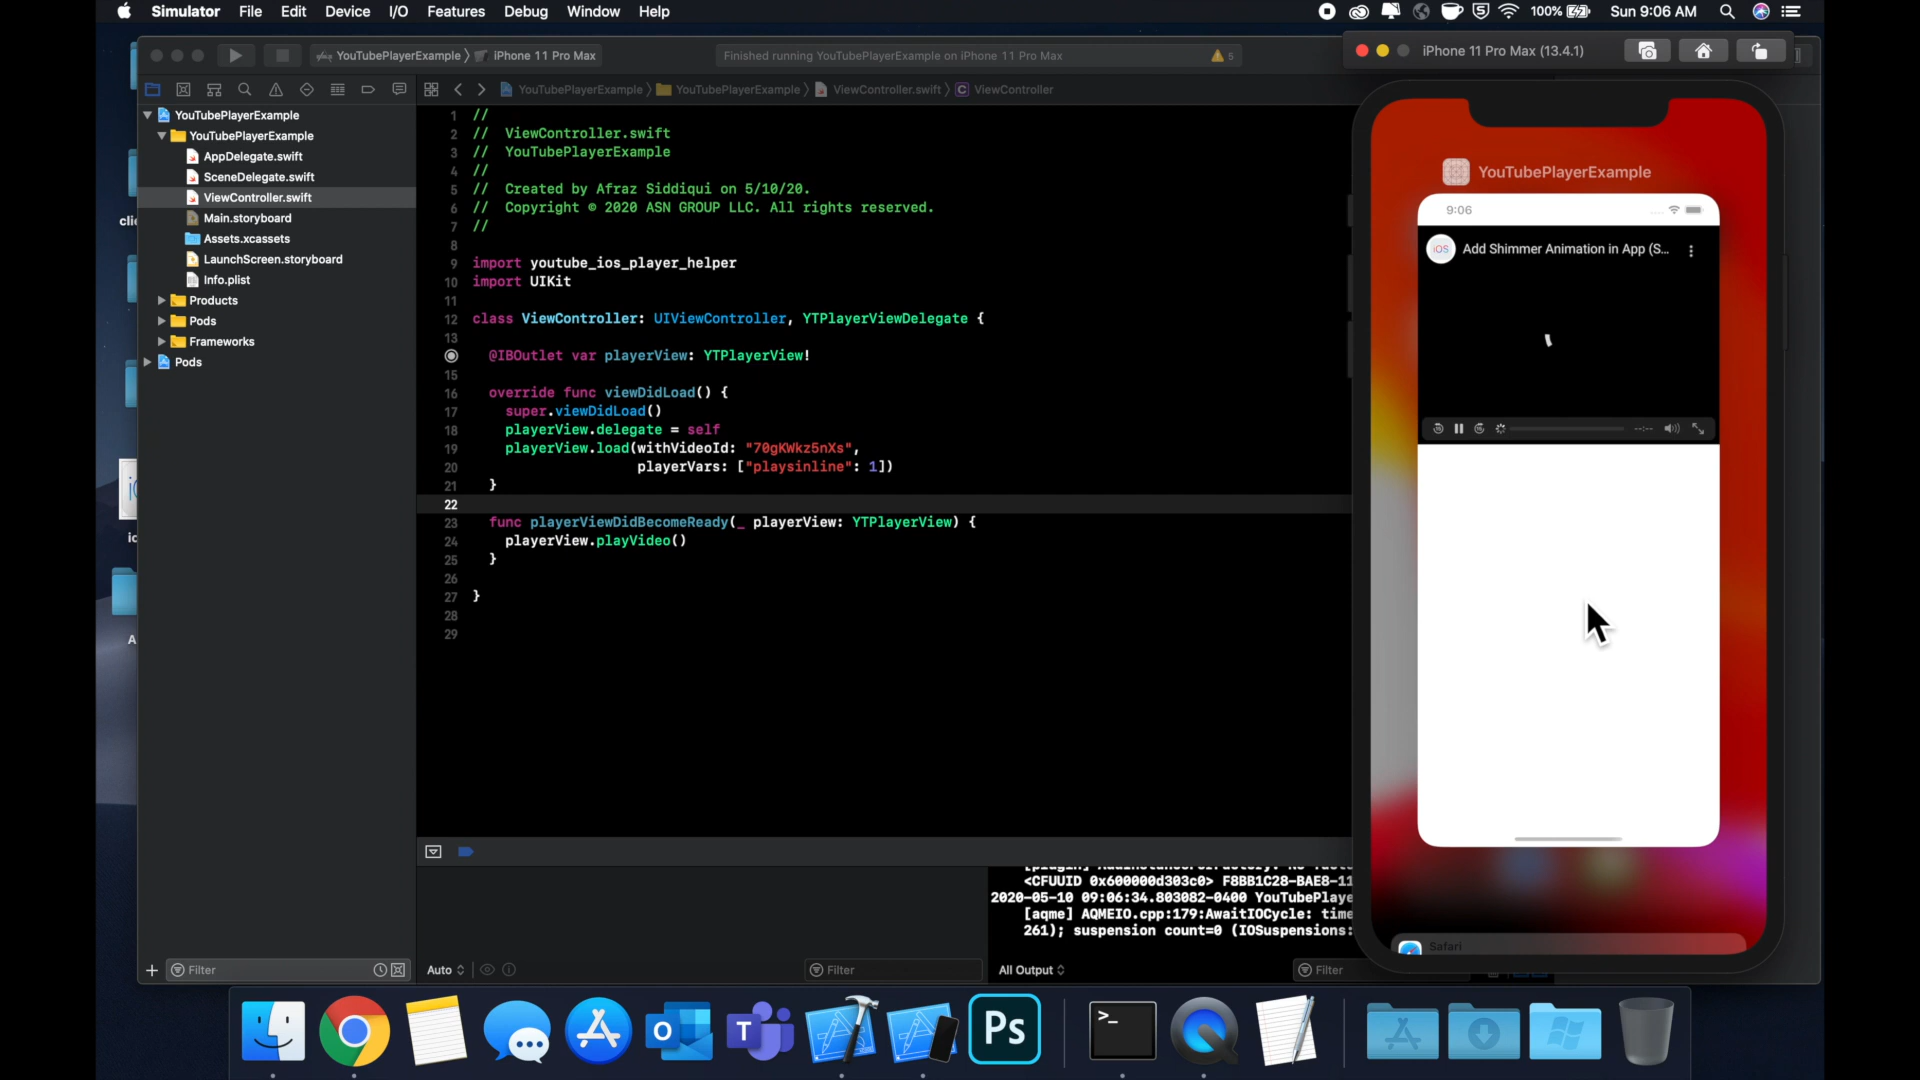 Simulator File Edit Device I/O Features Debug Window Help
100% Sun 9:06 AM
YouTubePlayerExample iPhone 11 Pro Max
Finished running YouTubePlayerExample on iPhone 11 Pro Max
5
iPhone 11 Pro Max (13.4.1)
YouTubePlayerExample YouTubePlayerExample ViewController.swift C ViewController
YouTubePlayerExample
YouTubePlayerExample
AppDelegate.swift
SceneDelegate.swift
ViewController.swift
Main.storyboard
Assets.xcassets
LaunchScreen.storyboard
Info.plist
Products
Pods
Frameworks
Pods
1 //
2 // ViewController.swift
3 // YouTubePlayerExample
4 //
5 // Created by Afraz Siddiqui on 5/10/20.
6 // Copyright © 2020 ASN GROUP LLC. All rights reserved.
7 //
8
9 import youtube_ios_player_helper
10 import UIKit
11
12 class ViewController: UIViewController, YTPlayerViewDelegate {
13
@IBOutlet var playerView: YTPlayerView!
15
16 override func viewDidLoad() {
17 super.viewDidLoad()
18 playerView.delegate = self
19 playerView.load(withVideoId: "70gKWkz5nXs",
20 playerVars: ["playsinline": 1])
21 }
22
23 func playerViewDidBecomeReady(_ playerView: YTPlayerView) {
24 playerView.playVideo()
25 }
26
27 }
28
29
YouTubePlayerExample
9:06
iOS Add Shimmer Animation in App (S...
--:--
Safari
<CFUUID 0x600000d303c0> F8BB1C28-BAE8-11
2020-05-10 09:06:34.803082-0400 YouTubePlaye
[aqme] AQMEIO.cpp:179:AwaitIOCycle: time
261); suspension count=0 (IOSuspensions:
Filter
Auto
Filter
All Output
Filter
Ps